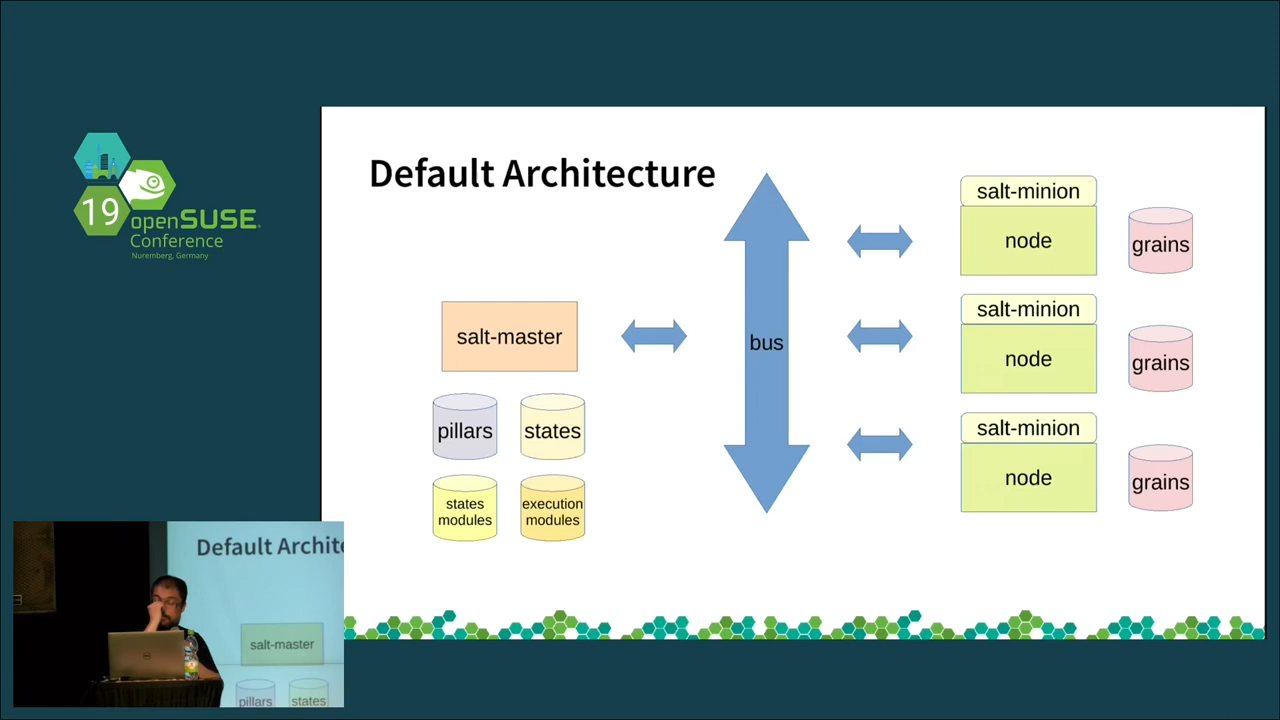 19
openSUSE
Conference
Nuremberg, Germany
Default Architecture
salt-master
pillars
states
states
modules
execution
modules
bus
salt-minion
node
grains
salt-minion
node
grains
salt-minion
node
grains
Default Archite
salt-master
pillars
states